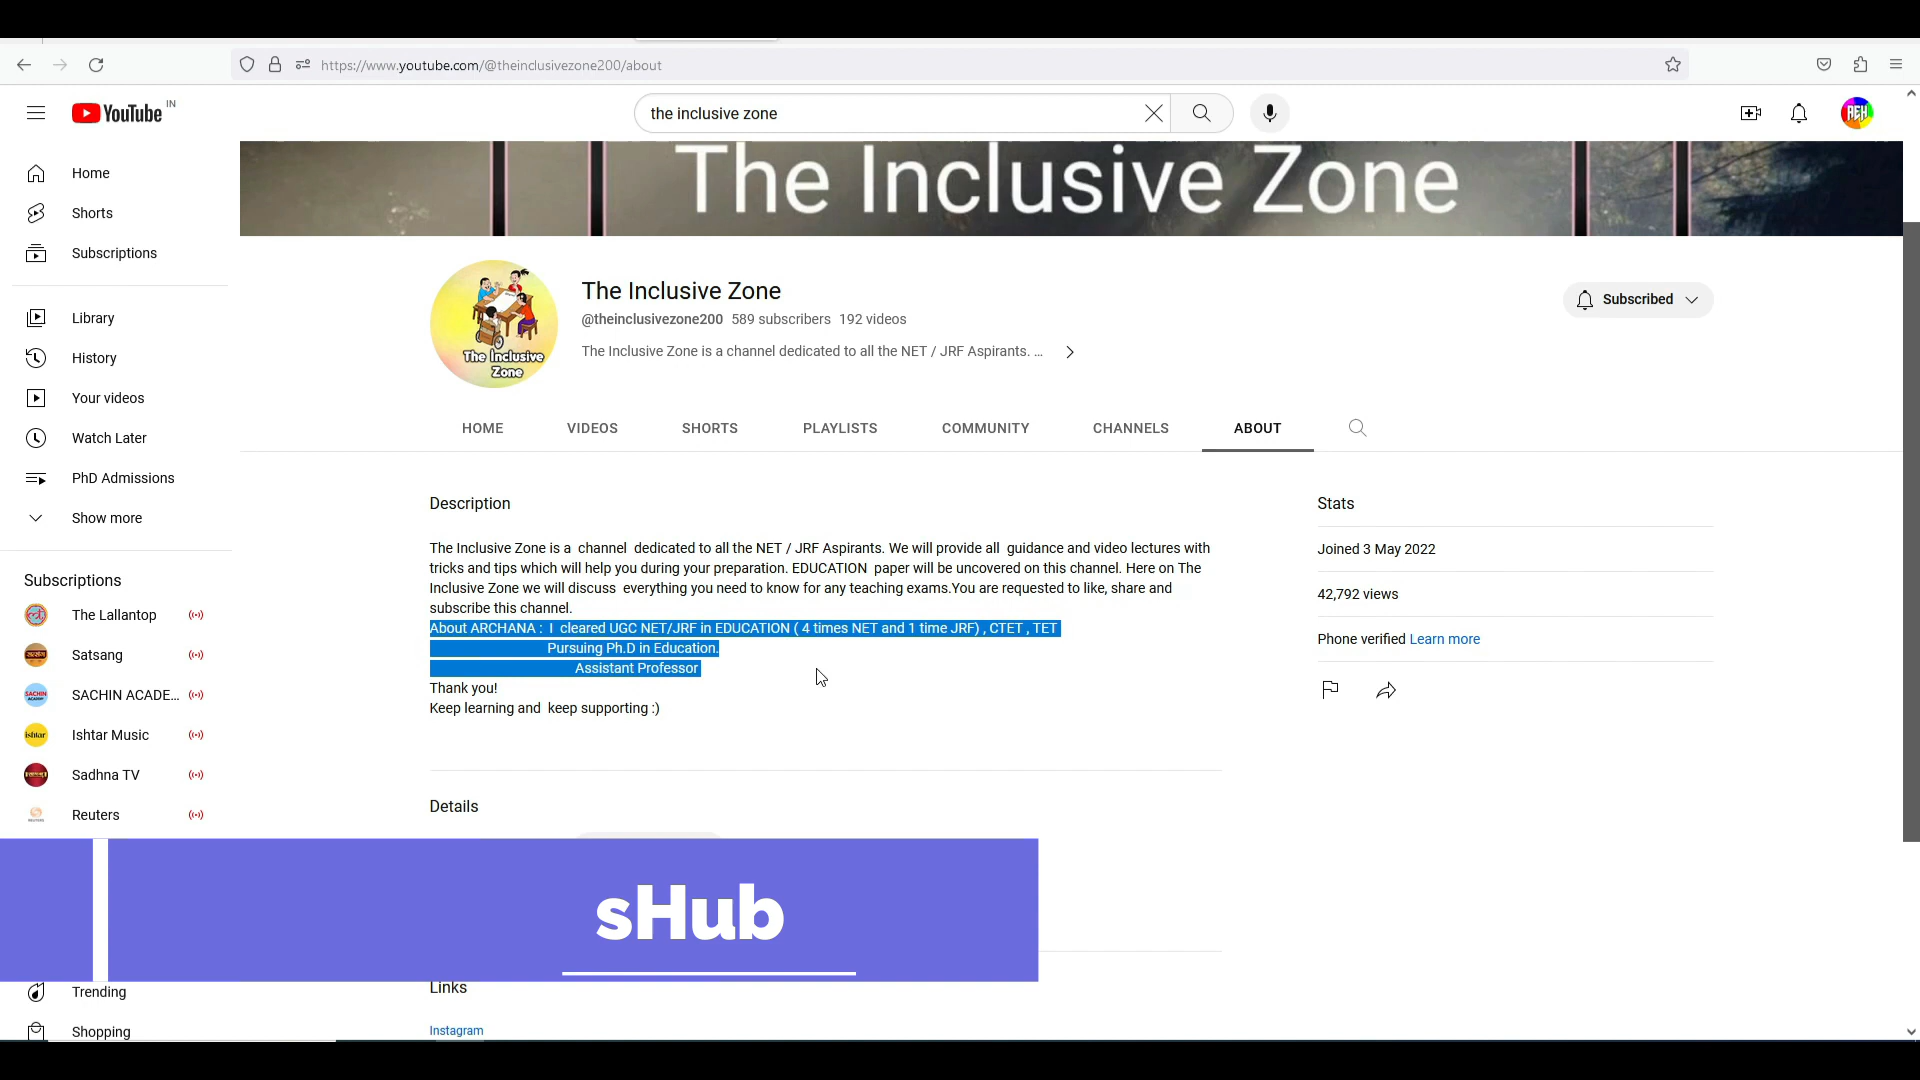 https://www.youtube.com/@theinclusivezone200/about
YouTube IN
the inclusive zone
AEH
Home
Shorts
Subscriptions
Library
History
Your videos
Watch Later
PhD Admissions
Show more
Subscriptions
The Lallantop
Satsang
SACHIN ACADE...
Ishtar Music
Sadhna TV
Reuters
Trending
Shopping
The Inclusive Zone
The Inclusive
Zone
The Inclusive Zone
@theinclusivezone200 589 subscribers 192 videos
The Inclusive Zone is a channel dedicated to all the NET / JRF Aspirants. ...
Subscribed
HOME VIDEOS SHORTS PLAYLISTS COMMUNITY CHANNELS ABOUT
Description
The Inclusive Zone is a channel dedicated to all the NET / JRF Aspirants. We will provide all guidance and video lectures with
tricks and tips which will help you during your preparation. EDUCATION paper will be uncovered on this channel. Here on The
Inclusive Zone we will discuss everything you need to know for any teaching exams.You are requested to like, share and
subscribe this channel.
About ARCHANA : I cleared UGC NET/JRF in EDUCATION ( 4 times NET and 1 time JRF) , CTET , TET
Pursuing Ph.D in Education.
Assistant Professor
Thank you!
Keep learning and keep supporting :)
Details
Links
Instagram
Stats
Joined 3 May 2022
42,792 views
Phone verified Learn more
sHub